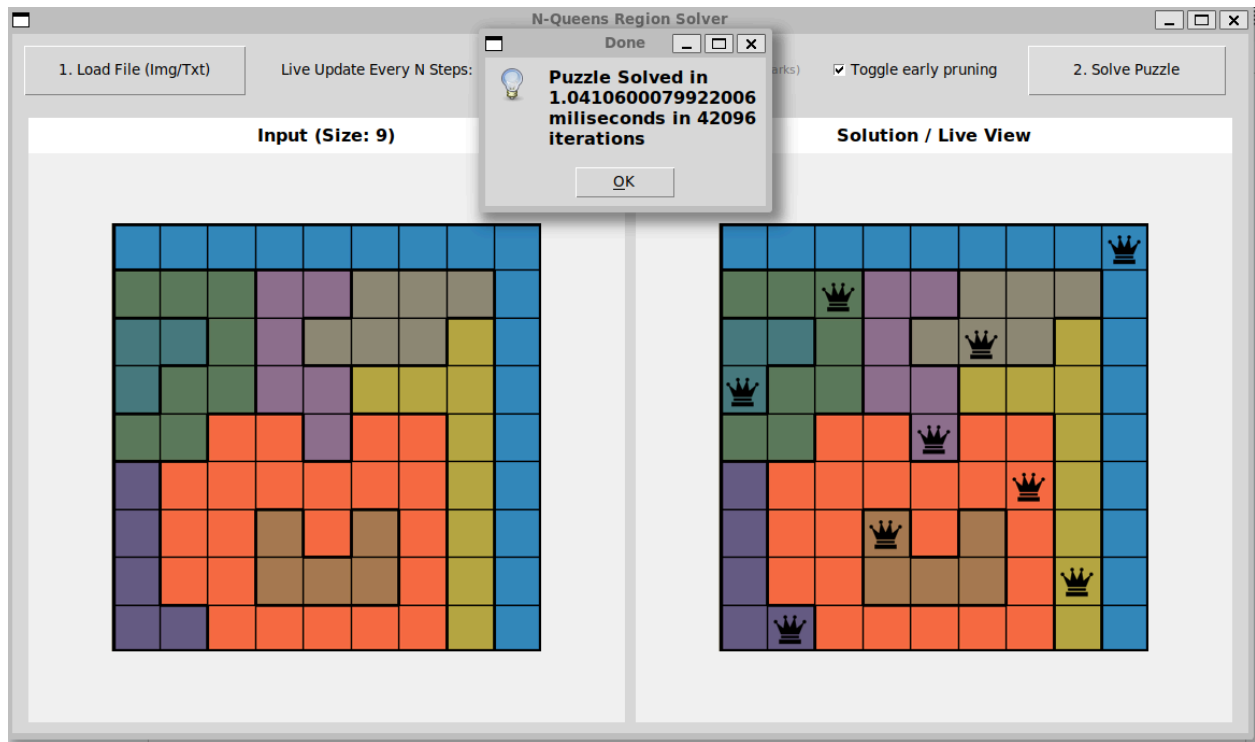 N-Queens Region Solver
Done
1. Load File (Img/Txt)
Live Update Every N Steps:
arks)
Toggle early pruning
2. Solve Puzzle
Puzzle Solved in
1.0410600079922006
miliseconds in 42096
iterations
OK
Input (Size: 9)
Solution / Live View